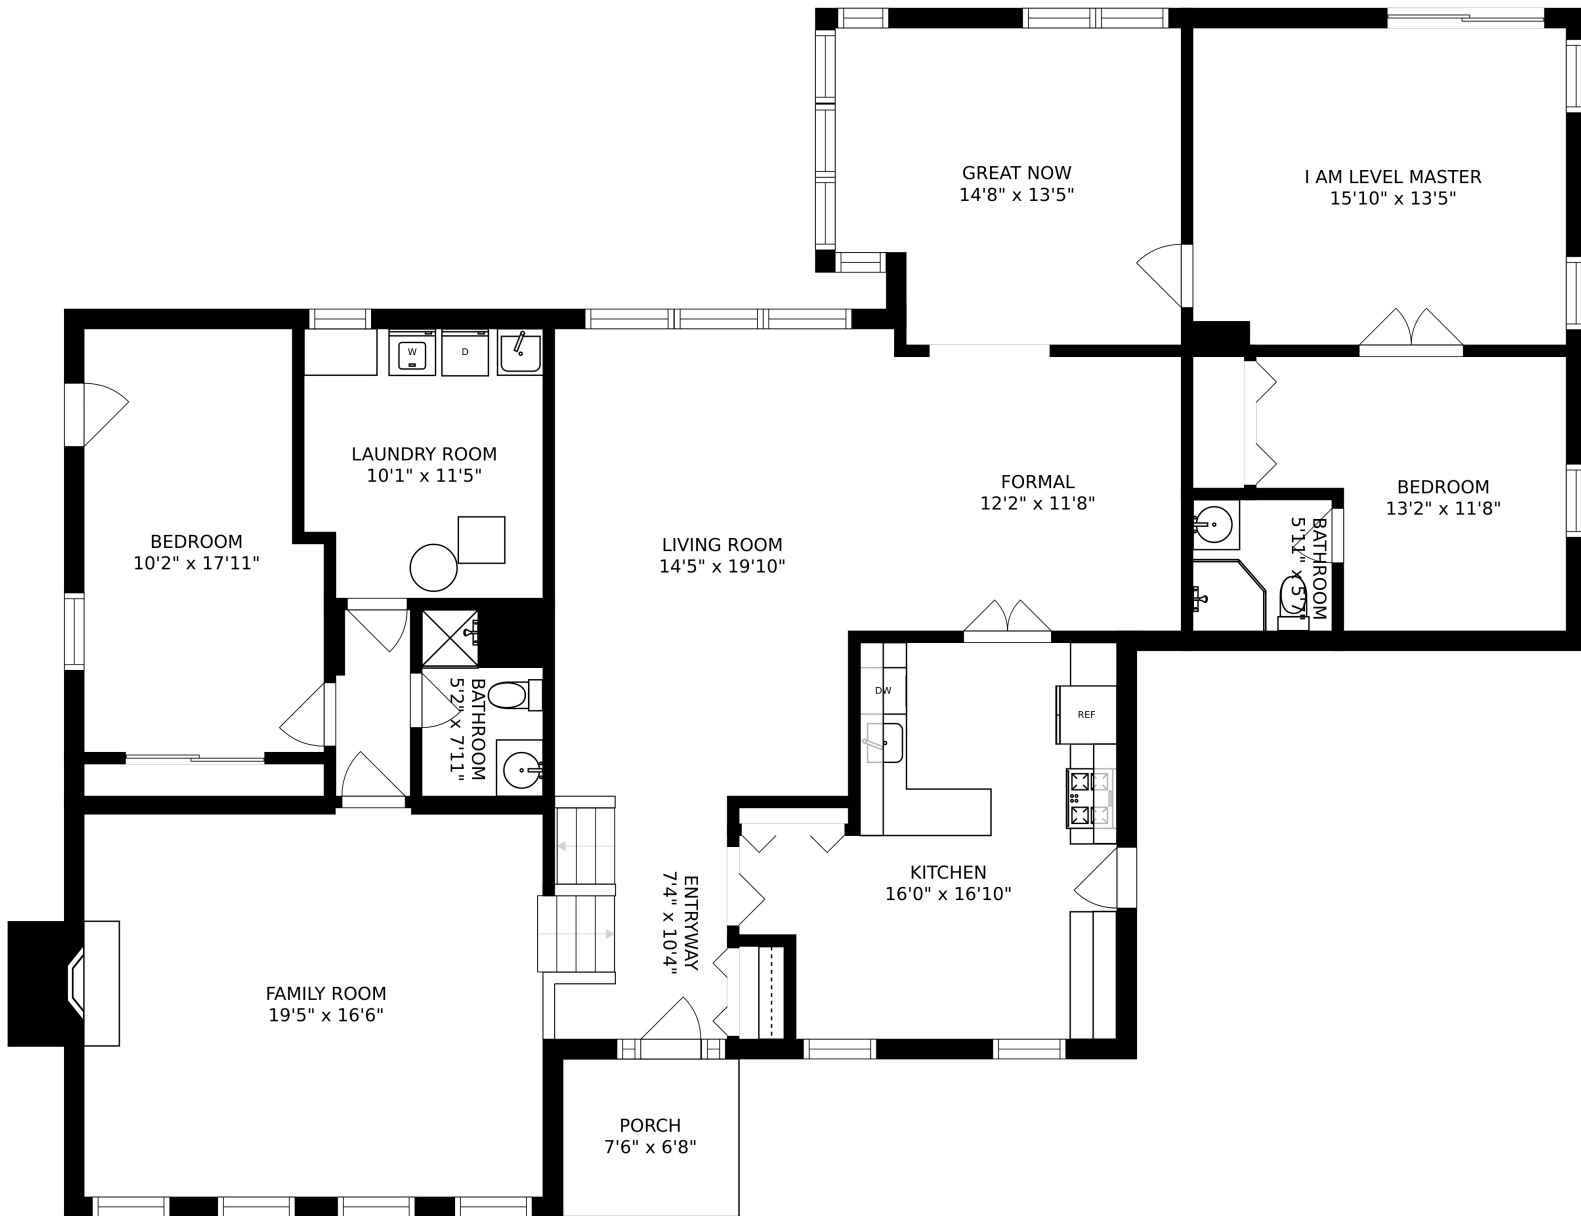 GREAT NOW
14'8" x 13'5"
I AM LEVEL MASTER
15'10" x 13'5"
W
D
LAUNDRY ROOM
10'1" x 11'5"
FORMAL
12'2" x 11'8"
BEDROOM
13'2" x 11'8"
BEDROOM
10'2" x 17'11"
LIVING ROOM
14'5" x 19'10"
BATHROOM
5'11" x 5'7"
BATHROOM
5'2" x 7'11"
DW
REF
KITCHEN
16'0" x 16'10"
ENTRYWAY
7'4" x 10'4"
FAMILY ROOM
19'5" x 16'6"
PORCH
7'6" x 6'8"